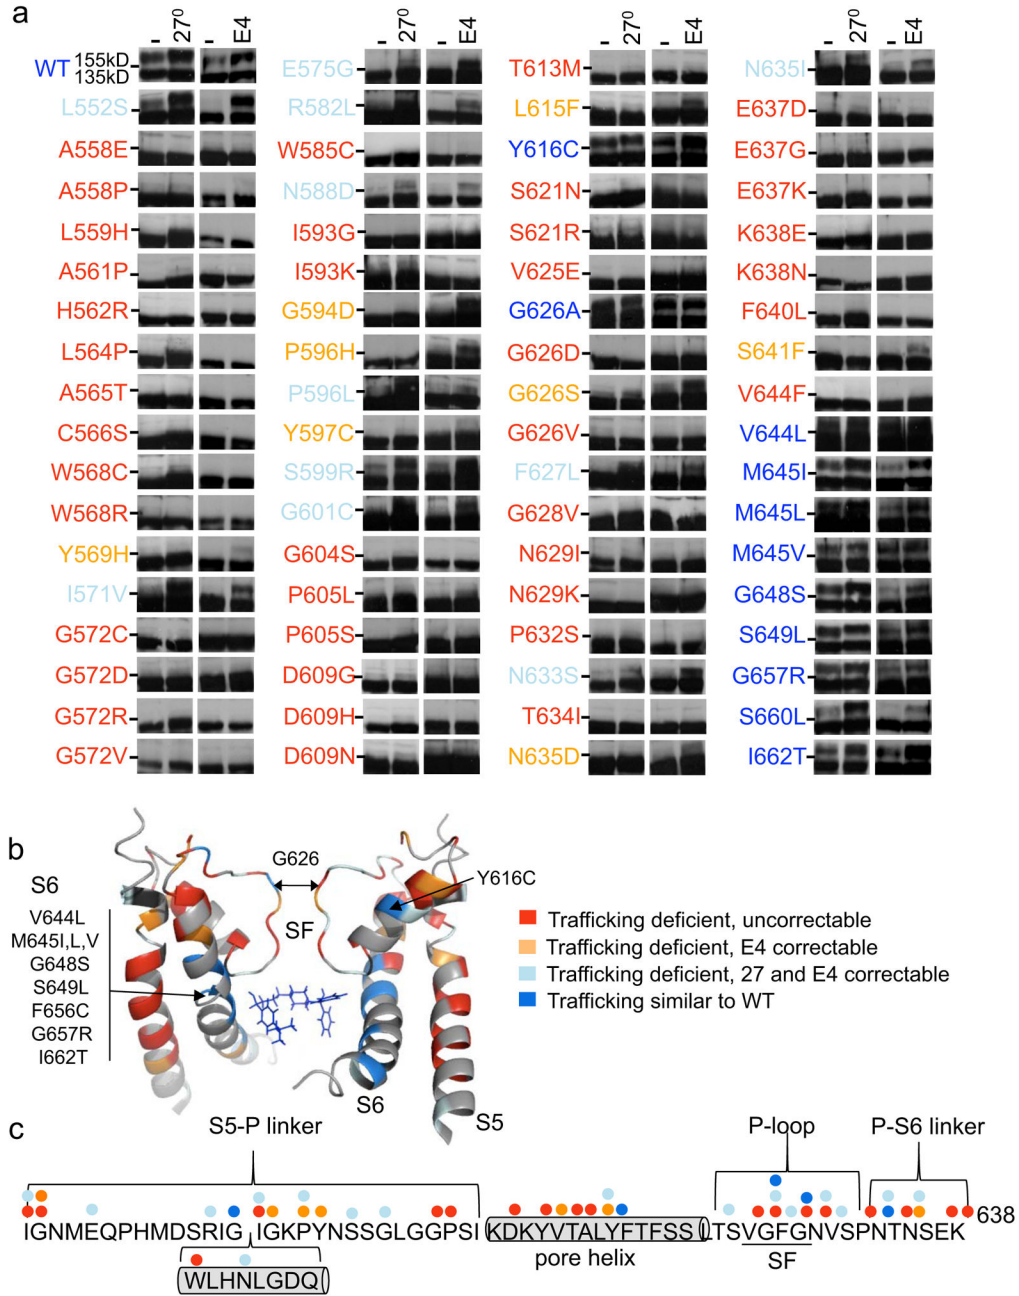 a
- 27⁰ - E4
WT 155kD
135kD
L552S
A558E
A558P
L559H
A561P
H562R
L564P
A565T
C566S
W568C
W568R
Y569H
I571V
G572C
G572D
G572R
G572V
- 27⁰ - E4
E575G
R582L
W585C
N588D
I593G
I593K
G594D
P596H
P596L
Y597C
S599R
G601C
G604S
P605L
P605S
D609G
D609H
D609N
- 27⁰ - E4
T613M
L615F
Y616C
S621N
S621R
V625E
G626A
G626D
G626S
G626V
F627L
G628V
N629I
N629K
P632S
N633S
T634I
N635D
- 27⁰ - E4
N635I
E637D
E637G
E637K
K638E
K638N
F640L
S641F
V644F
V644L
M645I
M645L
M645V
G648S
S649L
G657R
S660L
I662T
b
S6
V644L
M645I,L,V
G648S
S649L
F656C
G657R
I662T
G626
SF
Y616C
S6
S5
Trafficking deficient, uncorrectable
Trafficking deficient, E4 correctable
Trafficking deficient, 27 and E4 correctable
Trafficking similar to WT
c
S5-P linker
P-loop
P-S6 linker
IGNMEQPHMDSRIG IGKPYNSSGLGGPSI KDKYVTALYFTFSS LTSVGFGNVSPNTNSEK 638
WLHNLGDQ
pore helix
SF